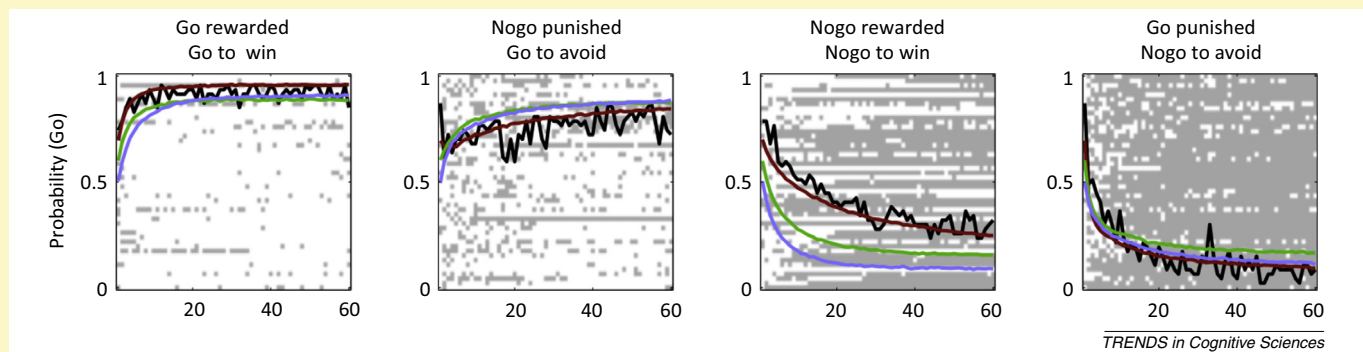 Go rewarded
Go to win
Nogo punished
Go to avoid
Nogo rewarded
Nogo to win
Go punished
Nogo to avoid
Probability (Go)
1
0.5
0
20
40
60
1
0.5
0
20
40
60
1
0.5
0
20
40
60
1
0.5
0
20
40
60
TRENDS in Cognitive Sciences